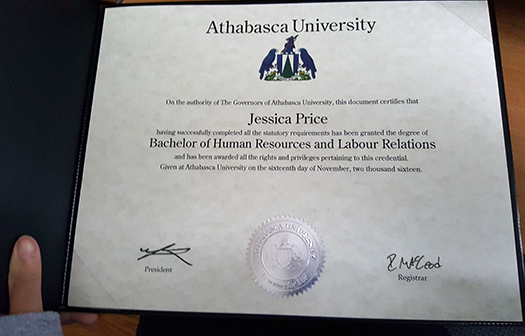 Athabasca University
On the authority of The Governors of Athabasca University, this document certifies that
Jessica Price
having successfully completed all the statutory requirements has been granted the degree of
Bachelor of Human Resources and Labour Relations
and has been awarded all the rights and privileges pertaining to this credential.
Given at Athabasca University on the sixteenth day of November, two thousand sixteen.
ATHABASCA UNIVERSITY
President
R McLeod
Registrar